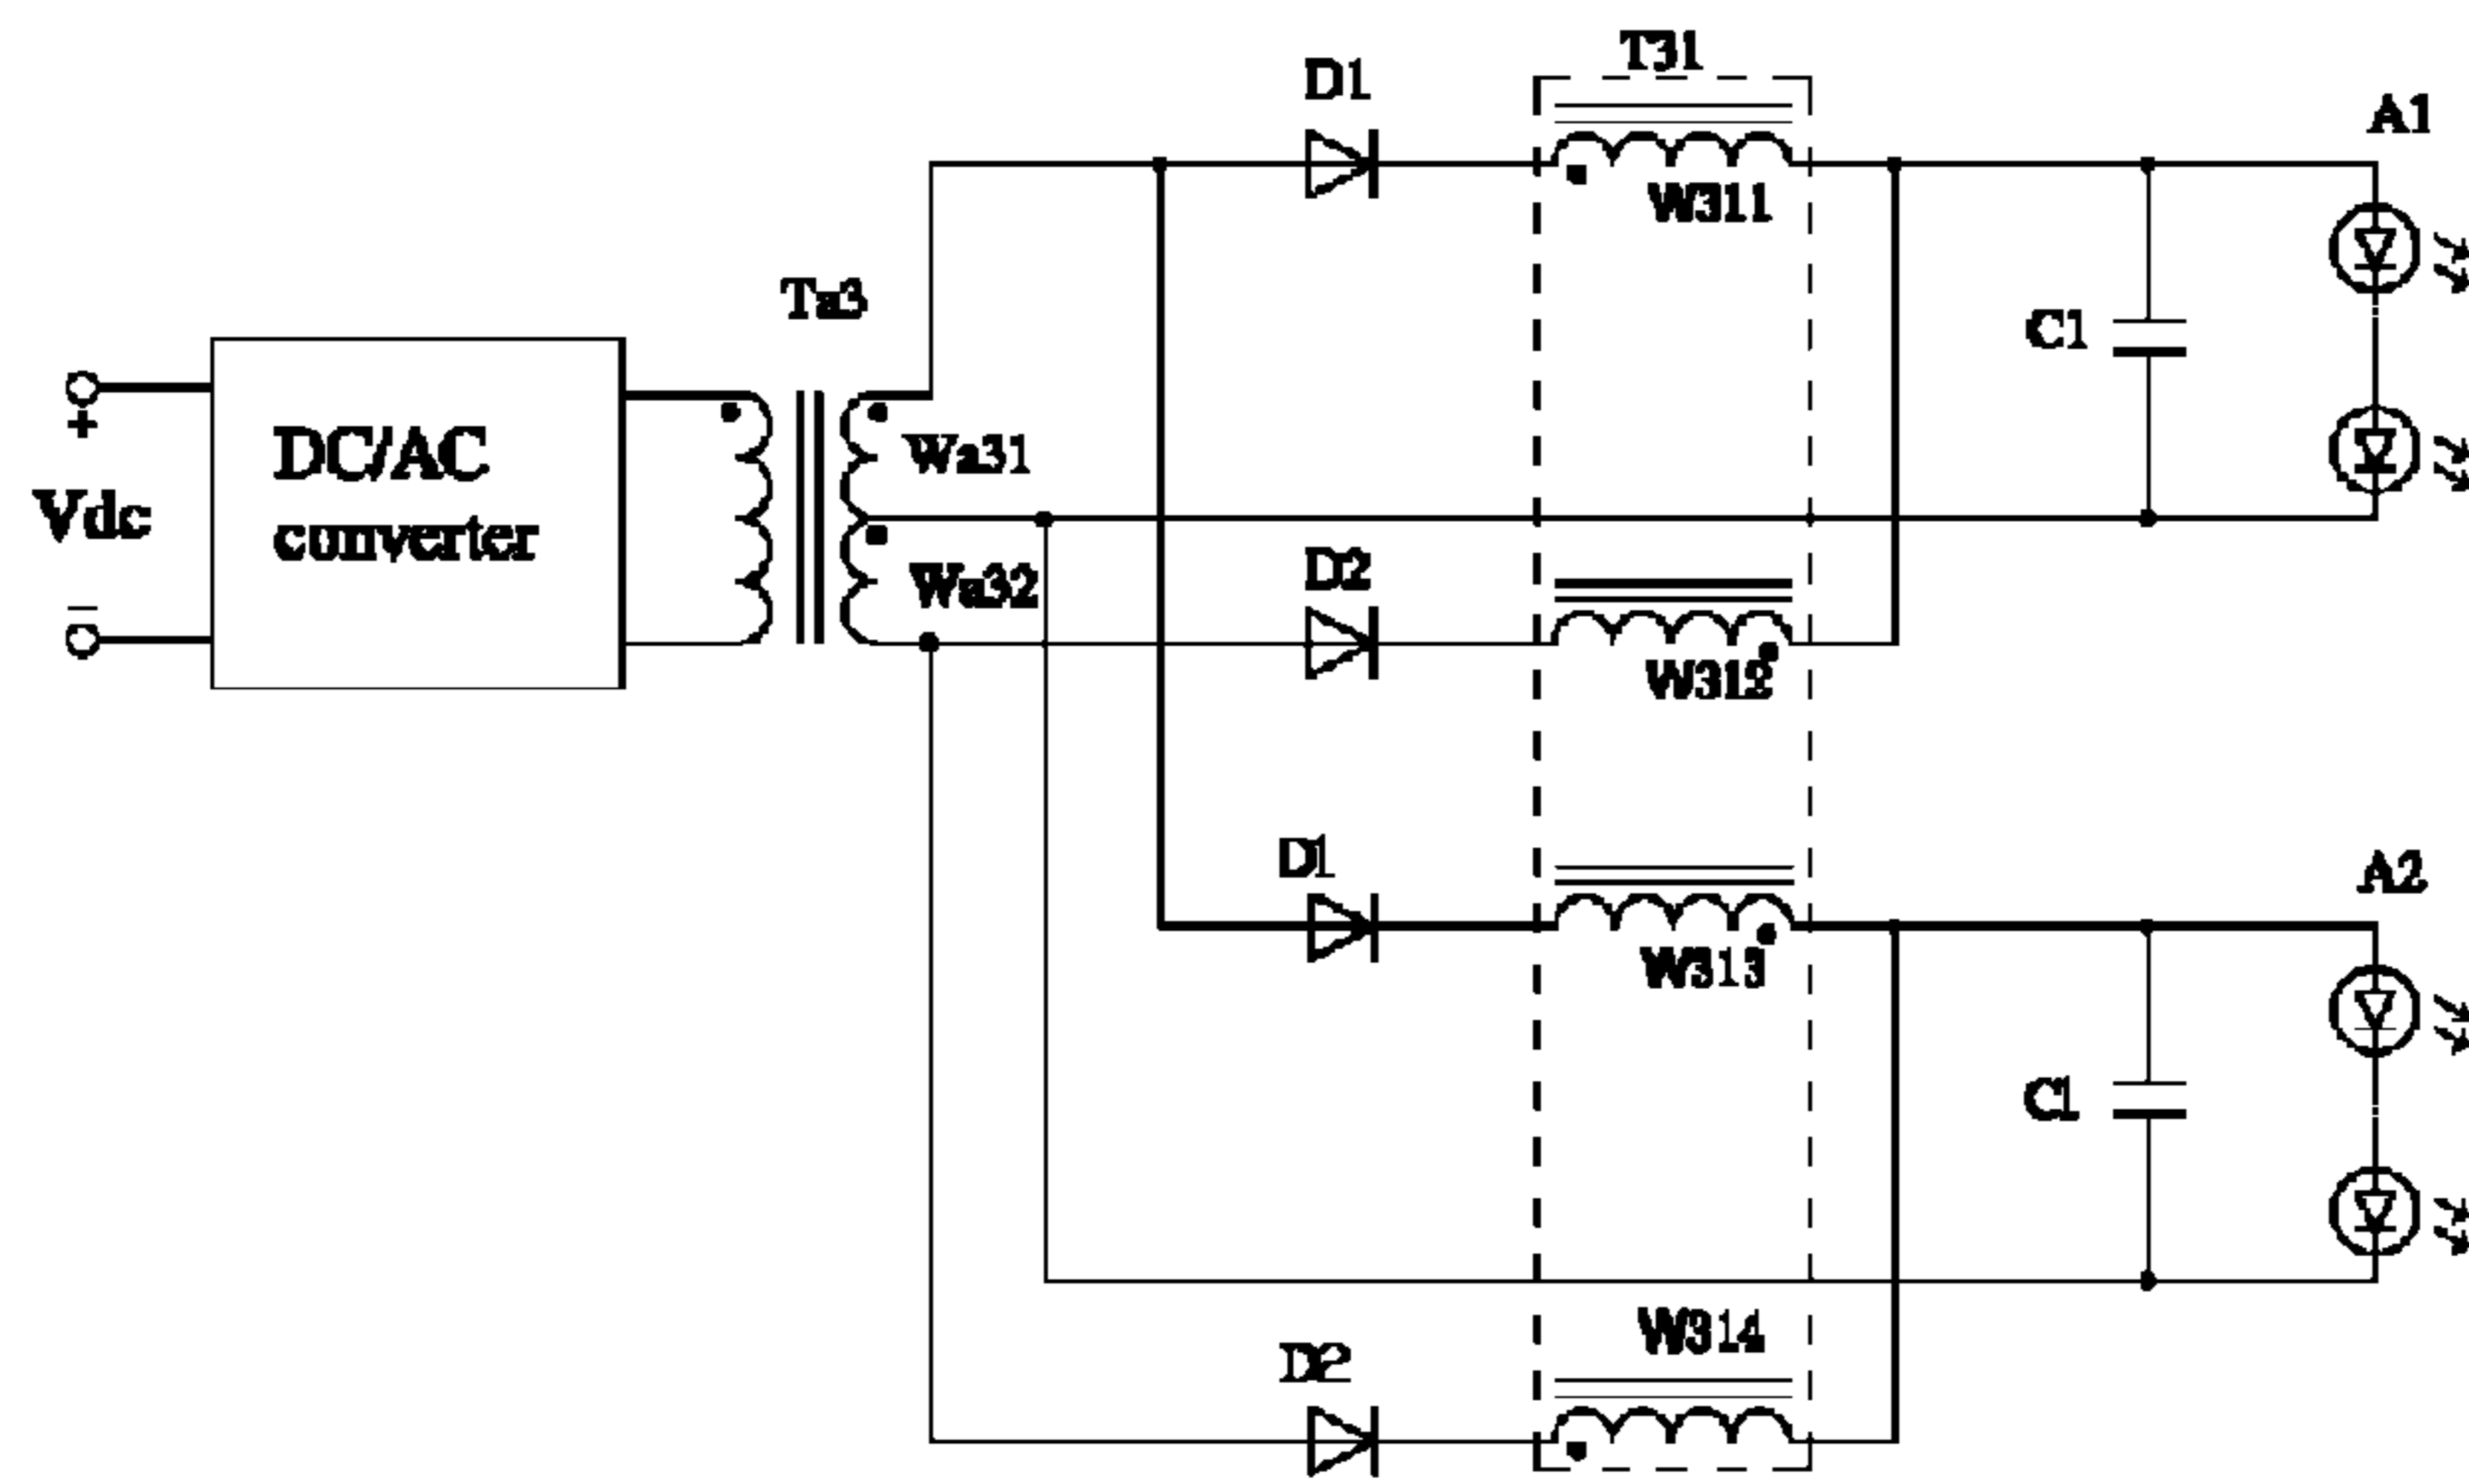 T31
D1
A1
W311
Ta3
C1
Wa31
DC/AC
+
Vdc
converter
D2
Wa32
−
W312
D1
A2
W313
C1
W314
D2